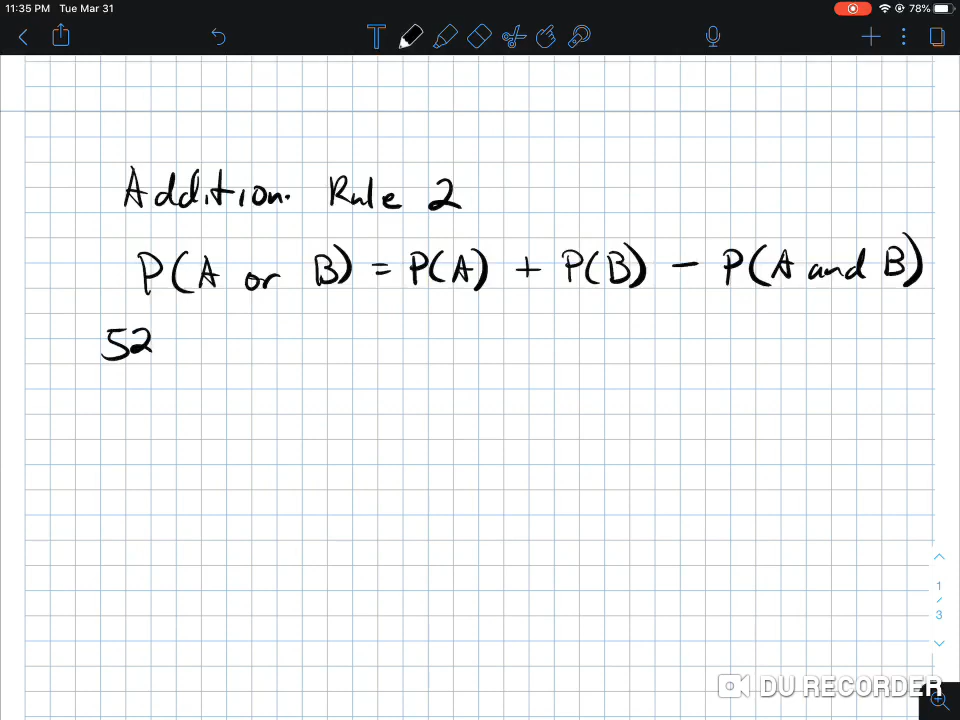 11:35 PM Tue Mar 31
78%
Addition Rule 2
P(A or B) = P(A) + P(B) - P(A and B)
52
1
/
3
DU RECORDER